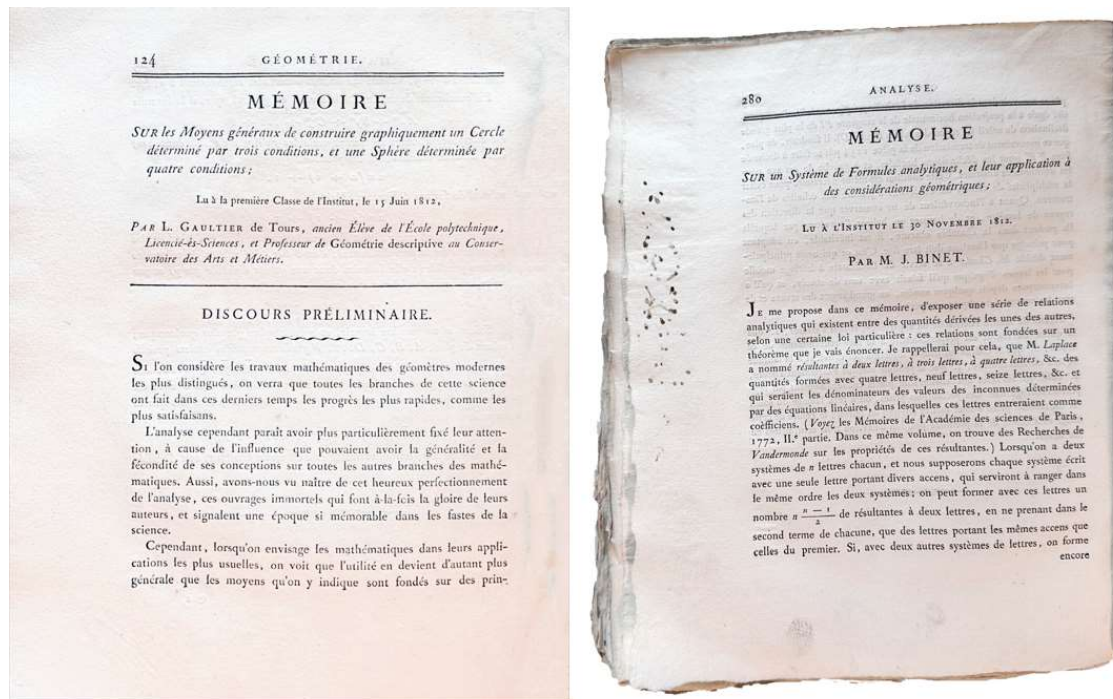 124 GÉOMÉTRIE.
MÉMOIRE
SUR les Moyens généraux de construire graphiquement un Cercle
déterminé par trois conditions, et une Sphère déterminée par
quatre conditions;
Lu à la première Classe de l'Institut, le 15 Juin 1812,
PAR L. GAULTIER de Tours, ancien Élève de l'École polytechnique,
Licencié-ès-Sciences, et Professeur de Géométrie descriptive au Conser-
vatoire des Arts et Métiers.
DISCOURS PRÉLIMINAIRE.
SI l'on considère les travaux mathématiques des géomètres modernes
les plus distingués, on verra que toutes les branches de cette science
ont fait dans ces derniers temps les progrès les plus rapides, comme les
plus satisfaisans.
L'analyse cependant paraît avoir plus particulièrement fixé leur atten-
tion, à cause de l'influence que pouvaient avoir la généralité et la
fécondité de ses conceptions sur toutes les autres branches des mathé-
matiques. Aussi, avons-nous vu naître de cet heureux perfectionnement
de l'analyse, ces ouvrages immortels qui font à-la-fois la gloire de leurs
auteurs, et signalent une époque si mémorable dans les fastes de la
science.
Cependant, lorsqu'on envisage les mathématiques dans leurs appli-
cations les plus usuelles, on voit que l'utilité en devient d'autant plus
générale que les moyens qu'on y indique sont fondés sur des prin-
280 ANALYSE.
MÉMOIRE
SUR un Système de Formules analytiques, et leur application à
des considérations géométriques;
LU À L'INSTITUT LE 30 NOVEMBRE 1812.
PAR M. J. BINET.
JE me propose dans ce mémoire, d'exposer une série de relations
analytiques qui existent entre des quantités dérivées les unes des autres,
selon une certaine loi particulière : ces relations sont fondées sur un
théorème que je vais énoncer. Je rappellerai pour cela, que M. Laplace
a nommé résultantes à deux lettres, à trois lettres, à quatre lettres, &c. des
quantités formées avec quatre lettres, neuf lettres, seize lettres, &c. et
qui seraient les dénominateurs des valeurs des inconnues déterminées
par des équations linéaires, dans lesquelles ces lettres entreraient comme
coëfficiens. (Voyez les Mémoires de l'Académie des sciences de Paris,
1772, II.e partie. Dans ce même volume, on trouve des Recherches de
Vandermonde sur les propriétés de ces résultantes.) Lorsqu'on a deux
systèmes de n lettres chacun, et nous supposerons chaque système écrit
avec une seule lettre portant divers accens, qui serviront à ranger dans
le même ordre les deux systèmes; on peut former avec ces lettres un
nombre n (n — 1)/2 de résultantes à deux lettres, en ne prenant dans le
second terme de chacune, que des lettres portant les mêmes accens que
celles du premier. Si, avec deux autres systèmes de lettres, on forme
encore